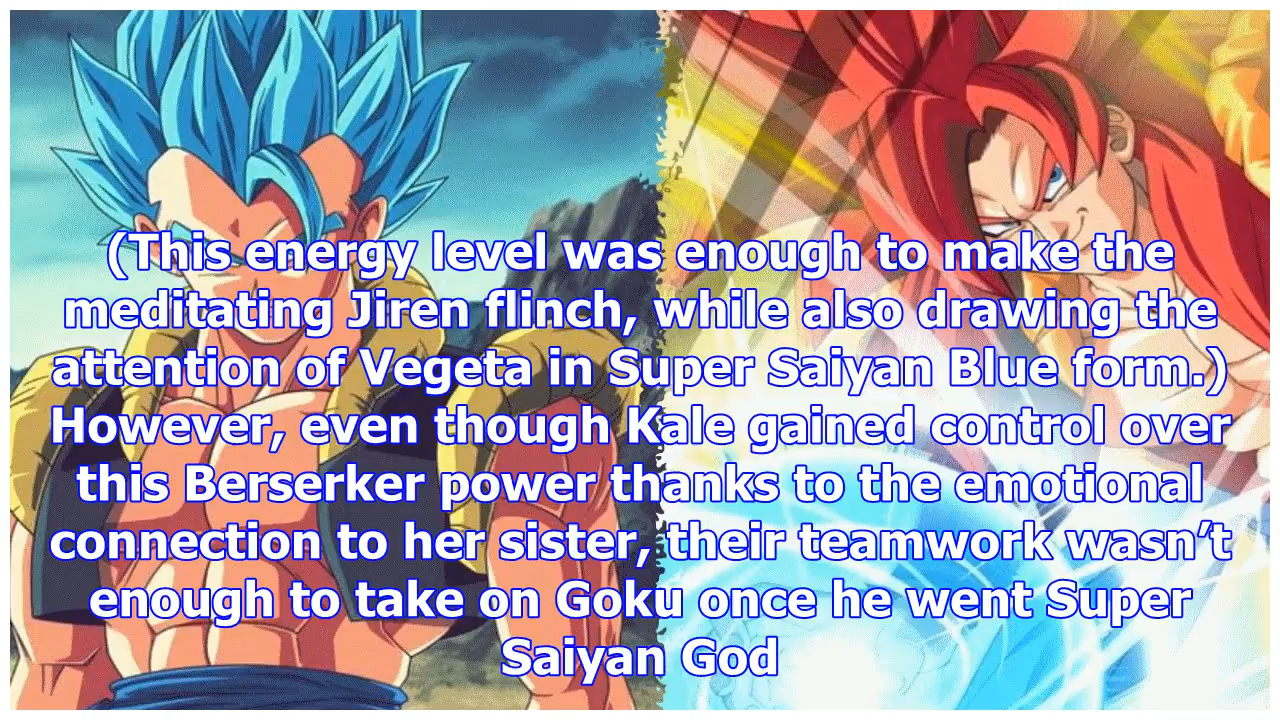 (This energy level was enough to make the
meditating Jiren flinch, while also drawing the
attention of Vegeta in Super Saiyan Blue form.)
However, even though Kale gained control over
this Berserker power thanks to the emotional
connection to her sister, their teamwork wasn’t
enough to take on Goku once he went Super
Saiyan God